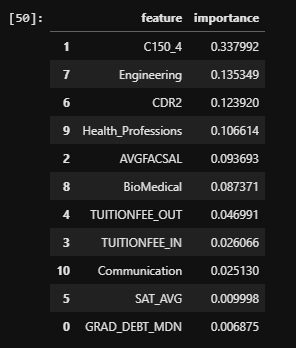 [50]:
feature importance
1 C150_4 0.337992
7 Engineering 0.135349
6 CDR2 0.123920
9 Health_Professions 0.106614
2 AVGFACSAL 0.093693
8 BioMedical 0.087371
4 TUITIONFEE_OUT 0.046991
3 TUITIONFEE_IN 0.026066
10 Communication 0.025130
5 SAT_AVG 0.009998
0 GRAD_DEBT_MDN 0.006875